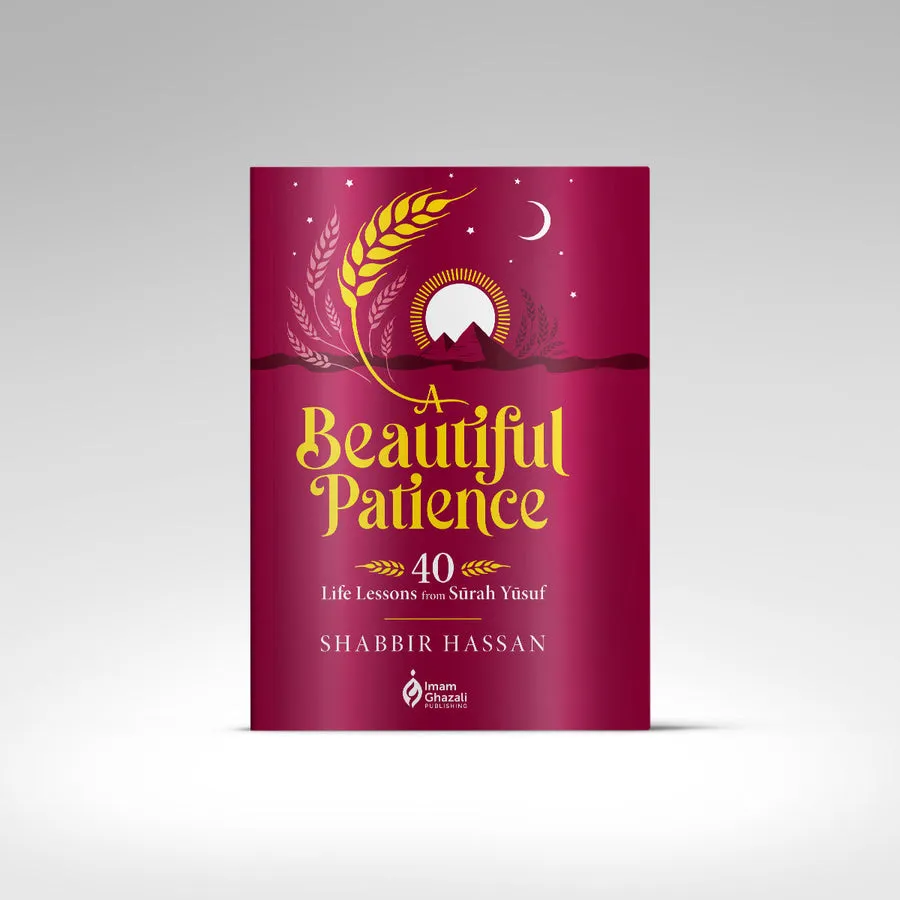 A
Beautiful
Patience
40
Life Lessons from Sūrah Yūsuf
SHABBIR HASSAN
Imam
Ghazali
PUBLISHING